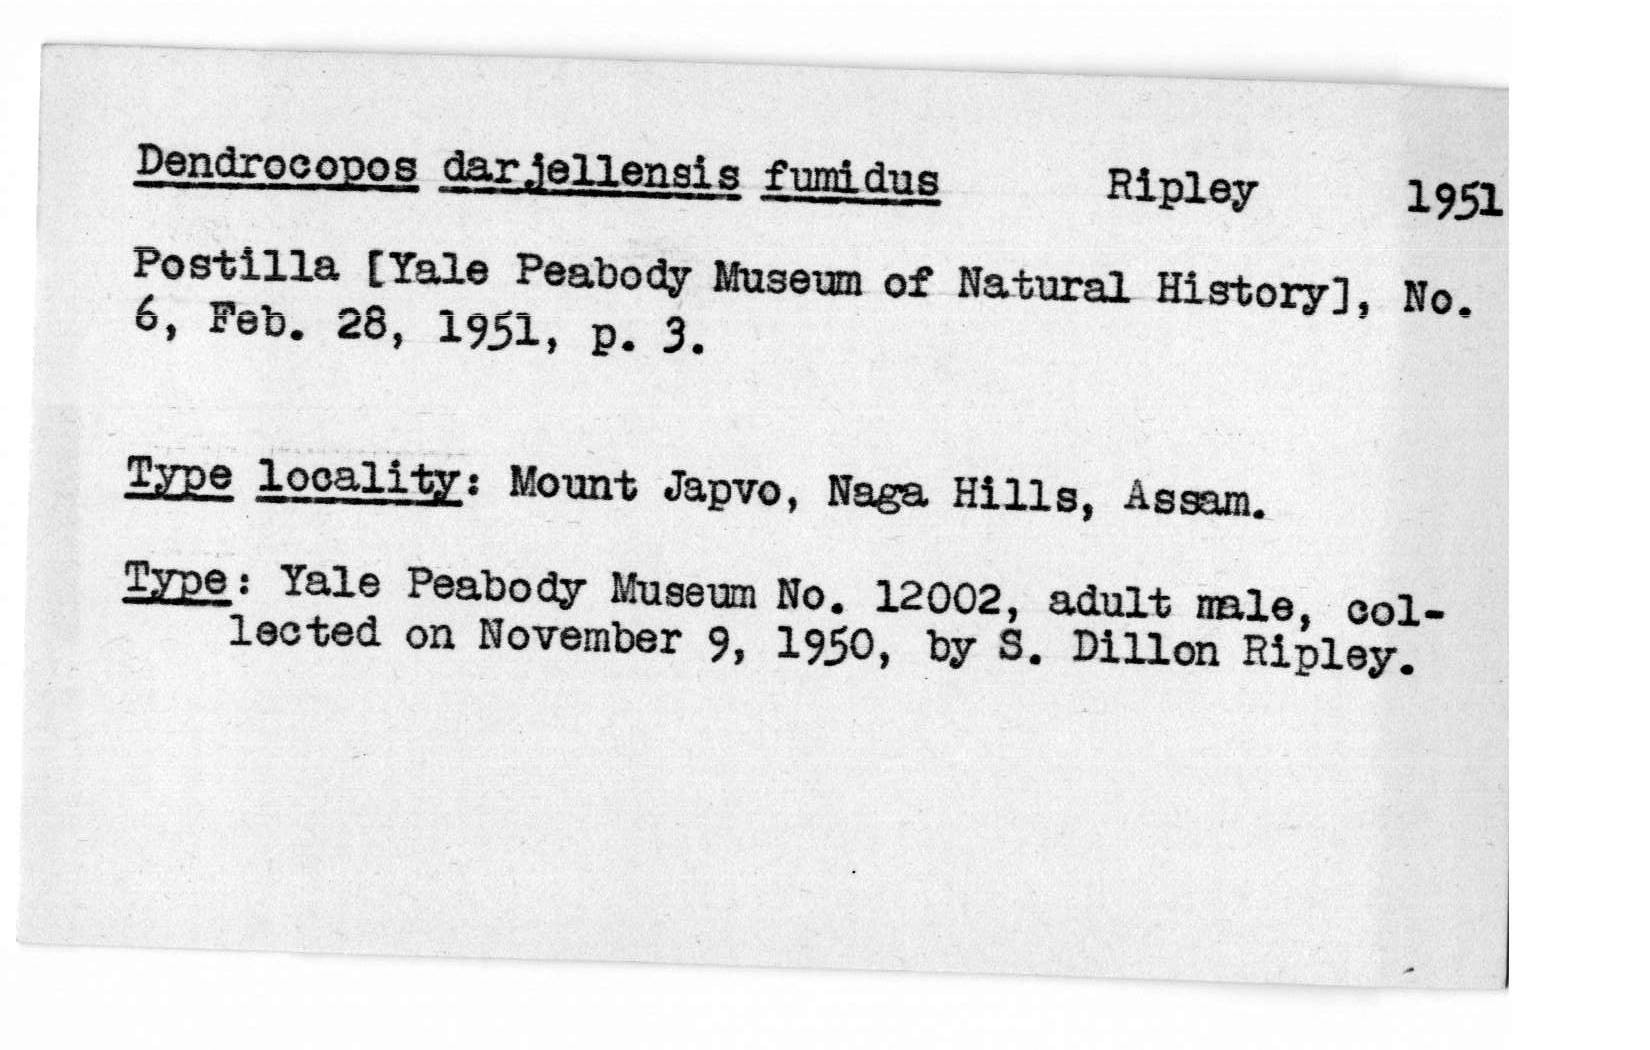 Dendrocopos darjellensis fumidus Ripley 1951
Postilla [Yale Peabody Museum of Natural History], No.
6, Feb. 28, 1951, p. 3.
Type locality: Mount Japvo, Naga Hills, Assam.
Type: Yale Peabody Museum No. 12002, adult male, col-
lected on November 9, 1950, by S. Dillon Ripley.